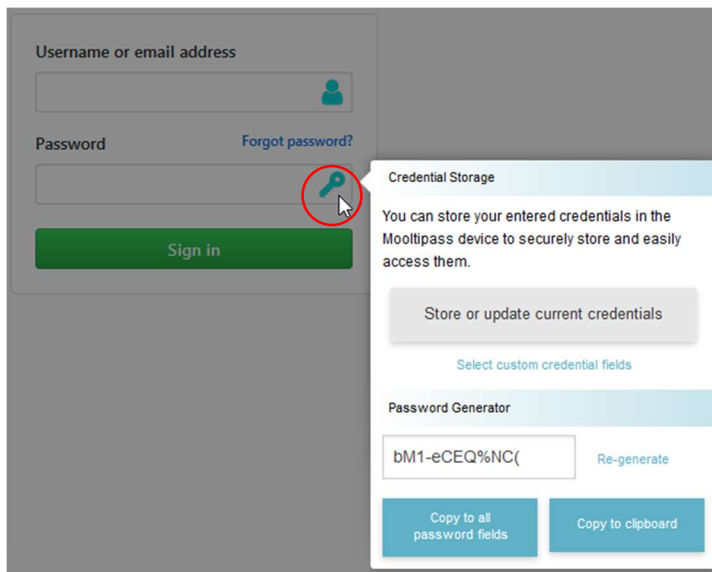 Username or email address
Password
Forgot password?
Sign in
Credential Storage
You can store your entered credentials in the
Mooltipass device to securely store and easily
access them.
Store or update current credentials
Select custom credential fields
Password Generator
bM1-eCEQ%NC(
Re-generate
Copy to all
password fields
Copy to clipboard